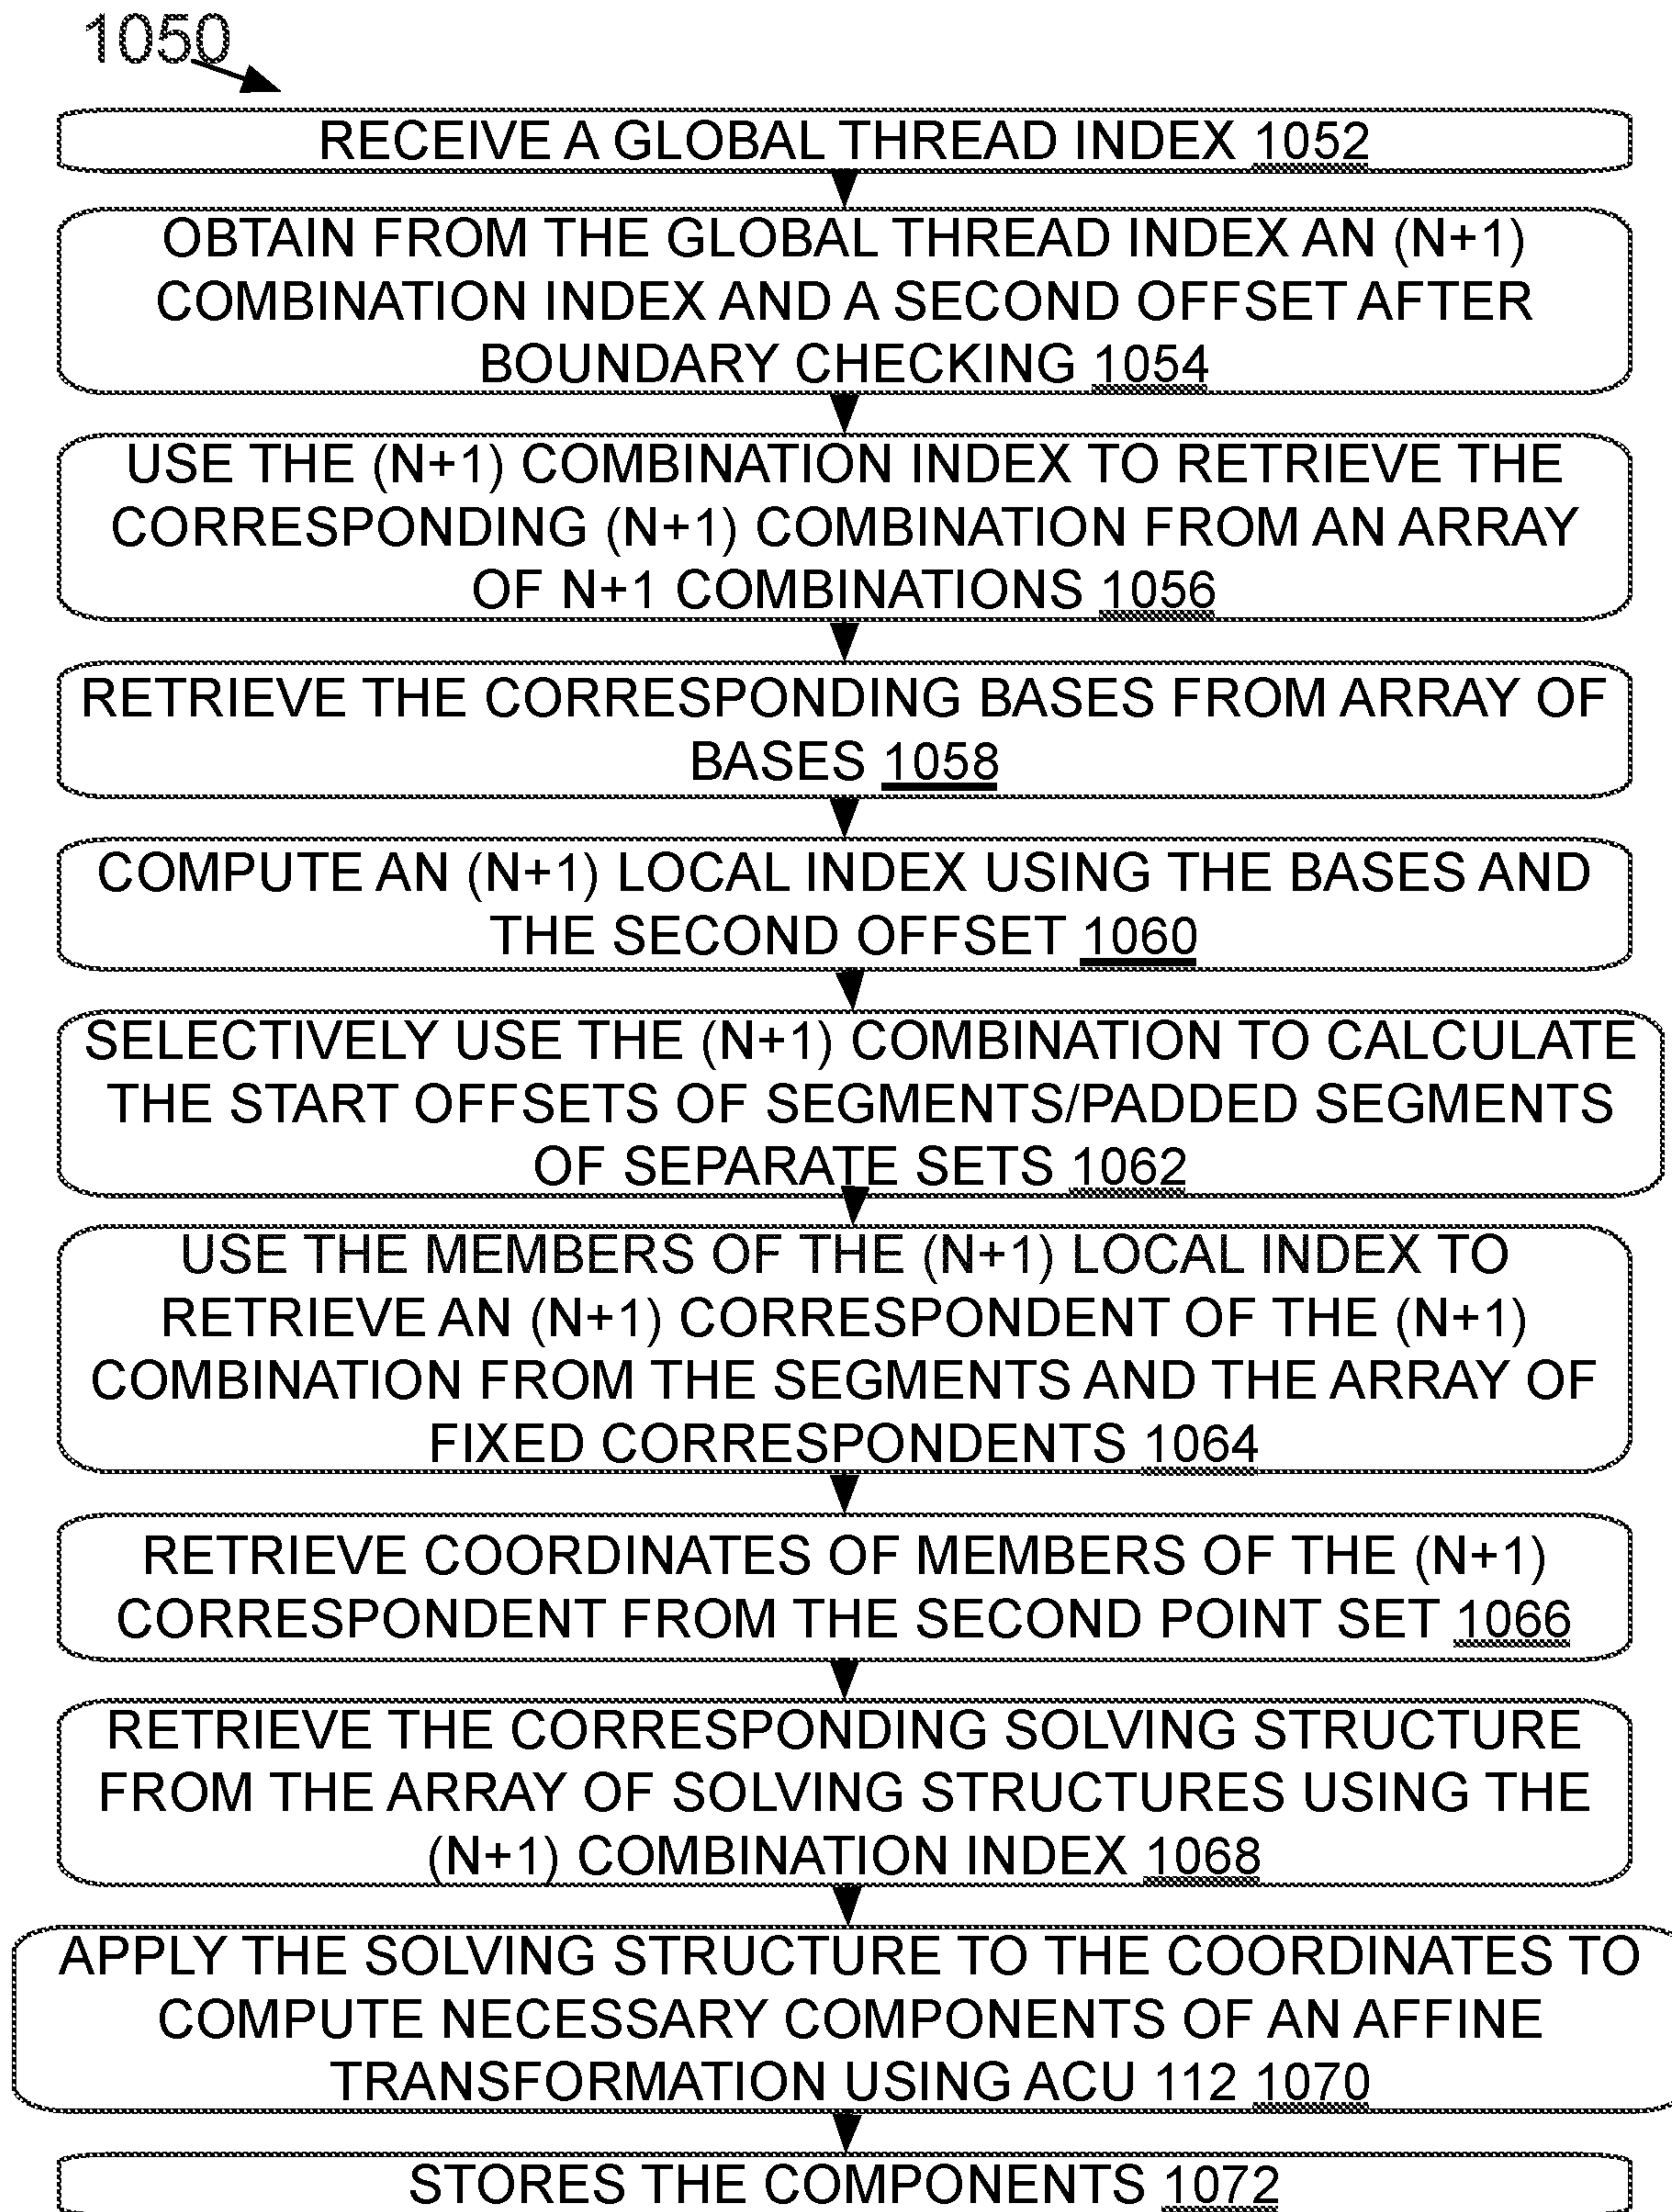 1050
RECEIVE A GLOBAL THREAD INDEX 1052
OBTAIN FROM THE GLOBAL THREAD INDEX AN (N+1)
COMBINATION INDEX AND A SECOND OFFSET AFTER
BOUNDARY CHECKING 1054
USE THE (N+1) COMBINATION INDEX TO RETRIEVE THE
CORRESPONDING (N+1) COMBINATION FROM AN ARRAY
OF N+1 COMBINATIONS 1056
RETRIEVE THE CORRESPONDING BASES FROM ARRAY OF
BASES 1058
COMPUTE AN (N+1) LOCAL INDEX USING THE BASES AND
THE SECOND OFFSET 1060
SELECTIVELY USE THE (N+1) COMBINATION TO CALCULATE
THE START OFFSETS OF SEGMENTS/PADDED SEGMENTS
OF SEPARATE SETS 1062
USE THE MEMBERS OF THE (N+1) LOCAL INDEX TO
RETRIEVE AN (N+1) CORRESPONDENT OF THE (N+1)
COMBINATION FROM THE SEGMENTS AND THE ARRAY OF
FIXED CORRESPONDENTS 1064
RETRIEVE COORDINATES OF MEMBERS OF THE (N+1)
CORRESPONDENT FROM THE SECOND POINT SET 1066
RETRIEVE THE CORRESPONDING SOLVING STRUCTURE
FROM THE ARRAY OF SOLVING STRUCTURES USING THE
(N+1) COMBINATION INDEX 1068
APPLY THE SOLVING STRUCTURE TO THE COORDINATES TO
COMPUTE NECESSARY COMPONENTS OF AN AFFINE
TRANSFORMATION USING ACU 112 1070
STORES THE COMPONENTS 1072